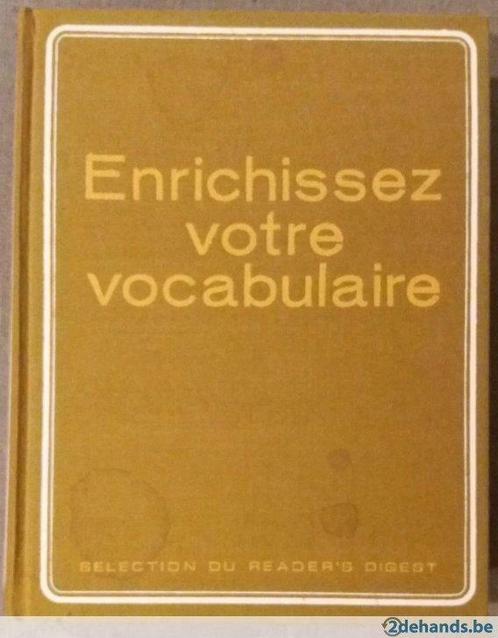 Enrichissez
votre
vocabulaire
SELECTION DU READER'S DIGEST
2dehands.be